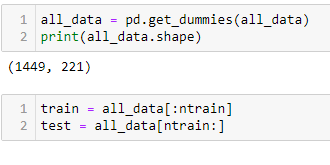 1 all_data = pd.get_dummies(all_data)
2 print(all_data.shape)
(1449, 221)
1 train = all_data[:ntrain]
2 test = all_data[ntrain:]